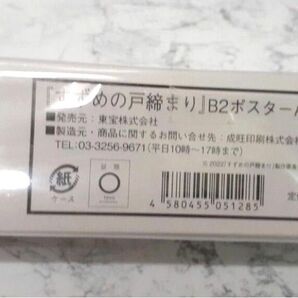 『すずめの戸締まり』B2ポスター
■発売元：東宝株式会社
■製造元・商品に関するお問い合せ先：成旺印刷株式会社
TEL:03-3256-9671（平日10時〜17時まで）
紙
ケース
4 580455 051285